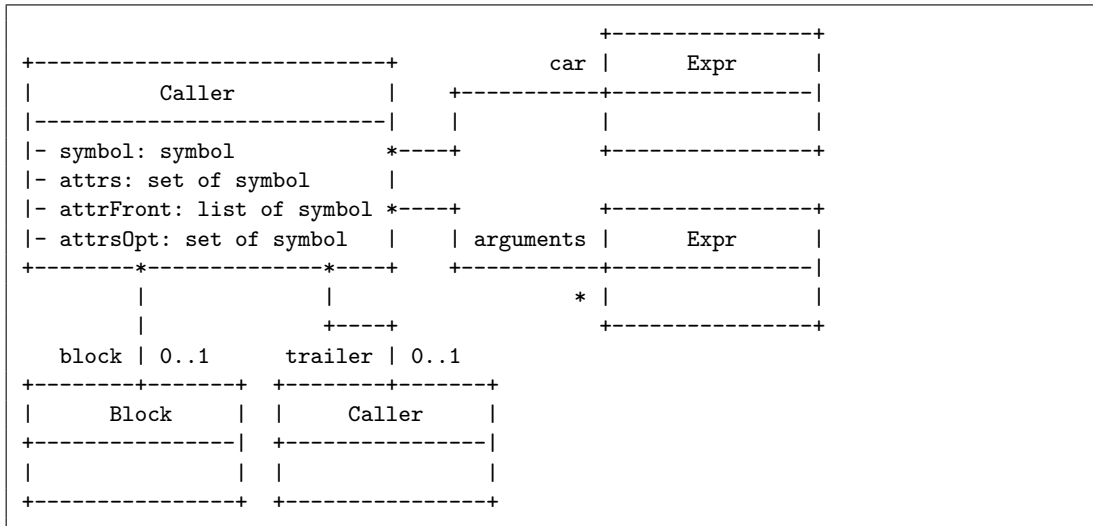 +----------------+
+----------------------------+            car |      Expr      |
|          Caller            |    +-----------+----------------|
|----------------------------|    |           |                |
|- symbol: symbol            *----+           +----------------+
|- attrs: set of symbol      |
|- attrFront: list of symbol *----+           +----------------+
|- attrsOpt: set of symbol   |    | arguments |      Expr      |
+--------*--------------*----+    +-----------+----------------|
         |              |                   * |                |
         |              +----+                +----------------+
   block | 0..1      trailer | 0..1
+--------+-------+  +--------+-------+
|      Block     |  |     Caller     |
+----------------|  +----------------|
|                |  |                |
+----------------+  +----------------+